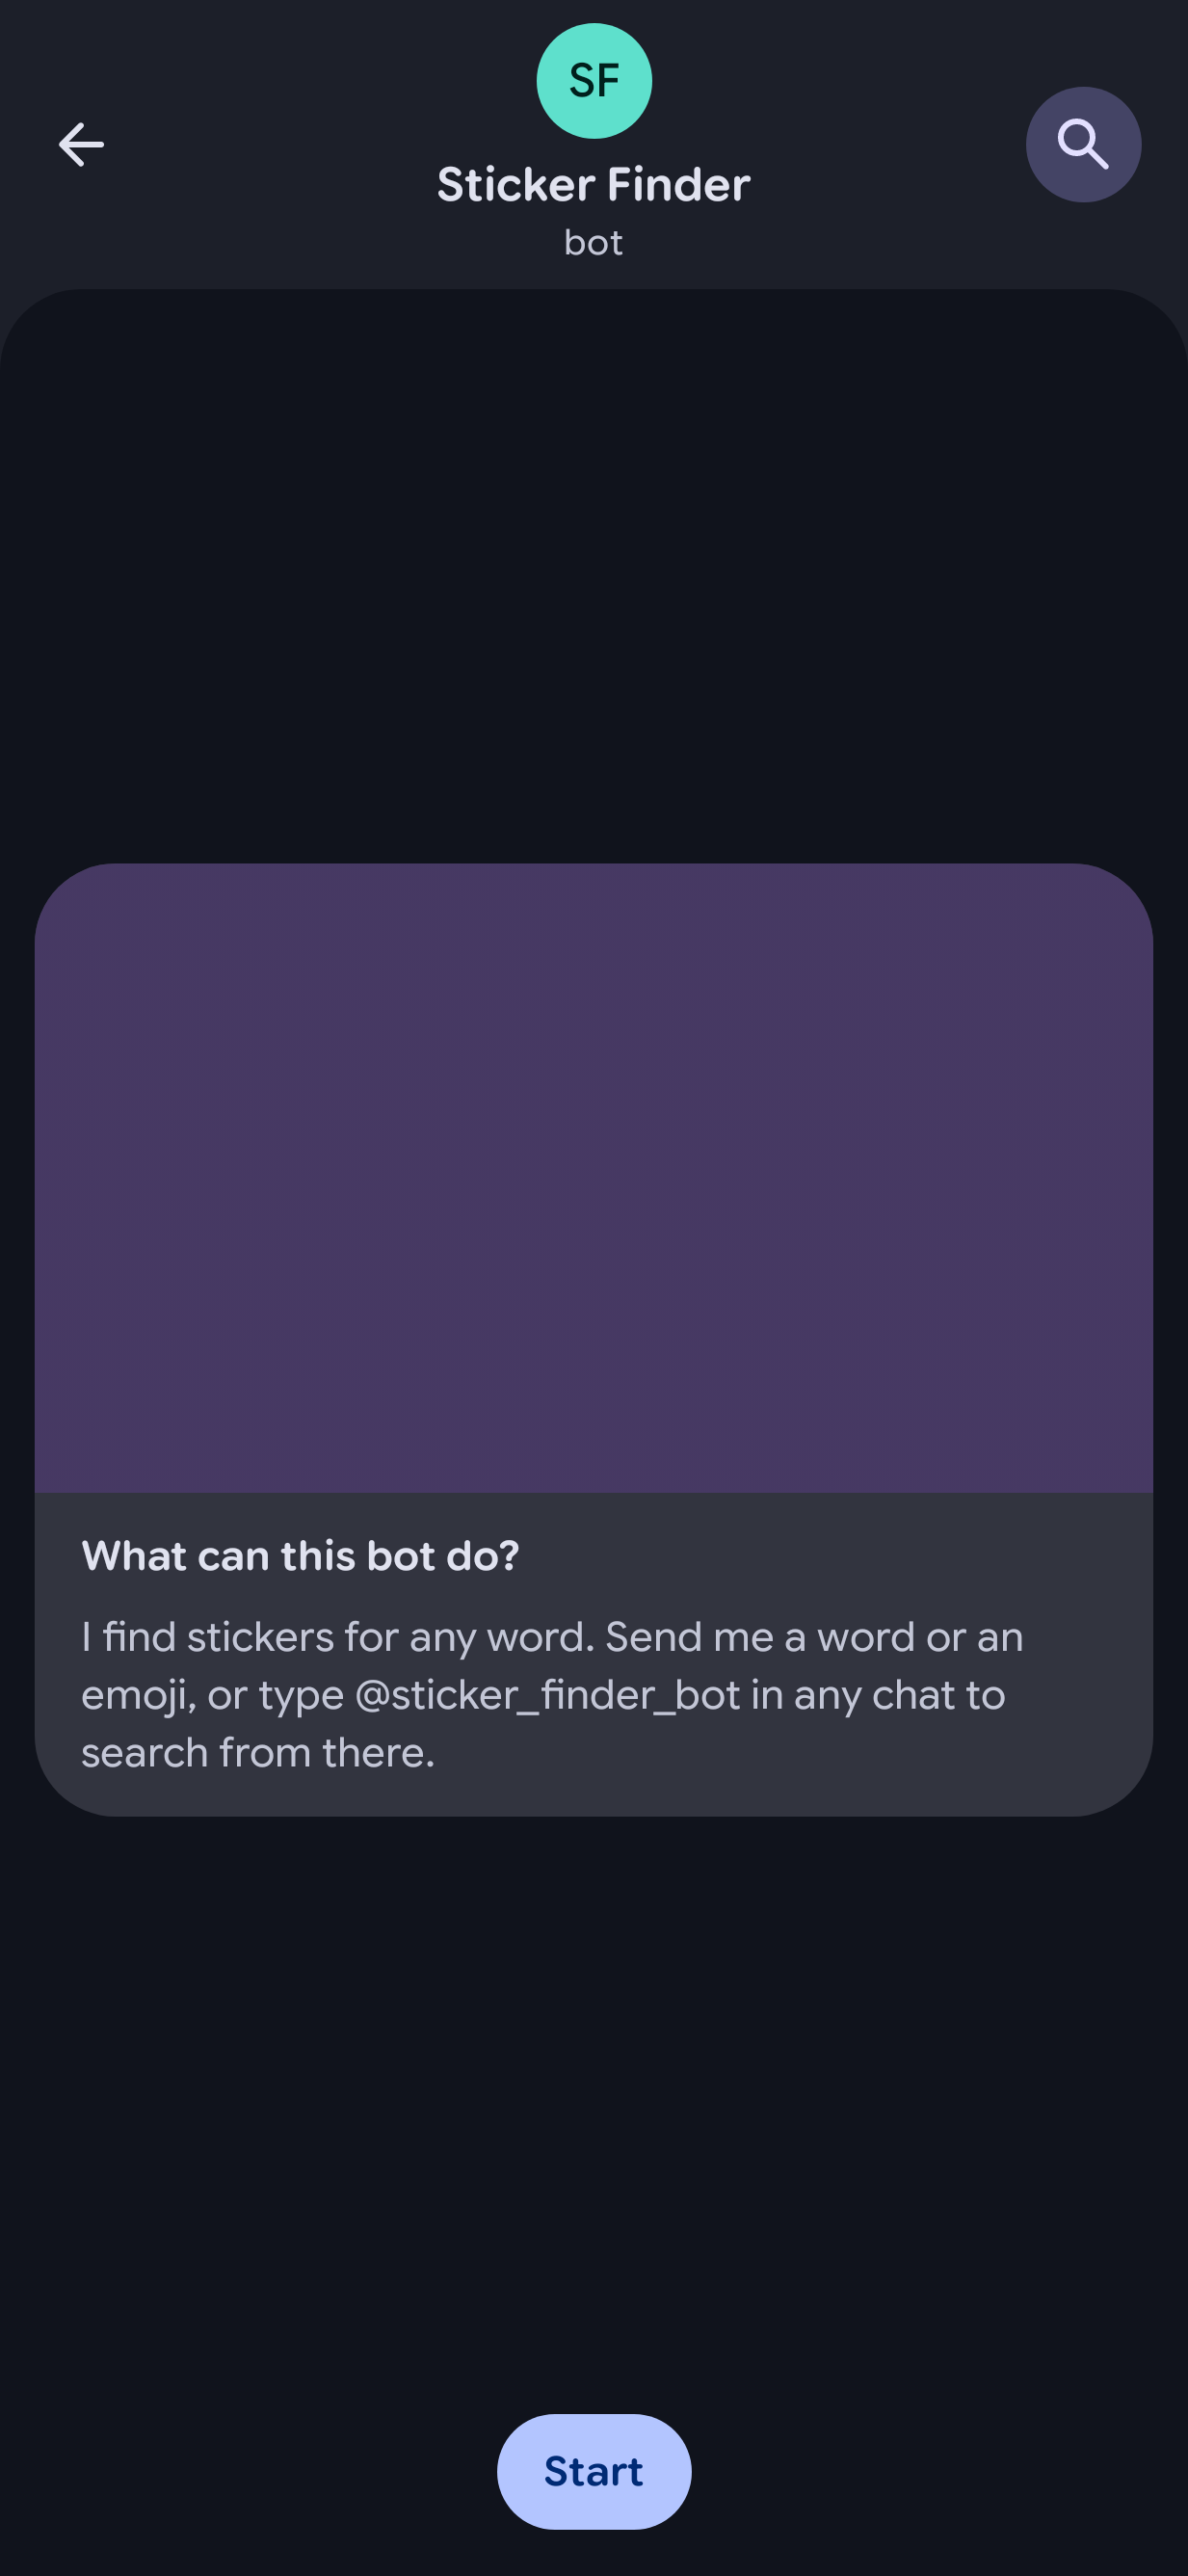 SF
Sticker Finder
bot
What can this bot do?
I find stickers for any word. Send me a word or an
emoji, or type @sticker_finder_bot in any chat to
search from there.
Start